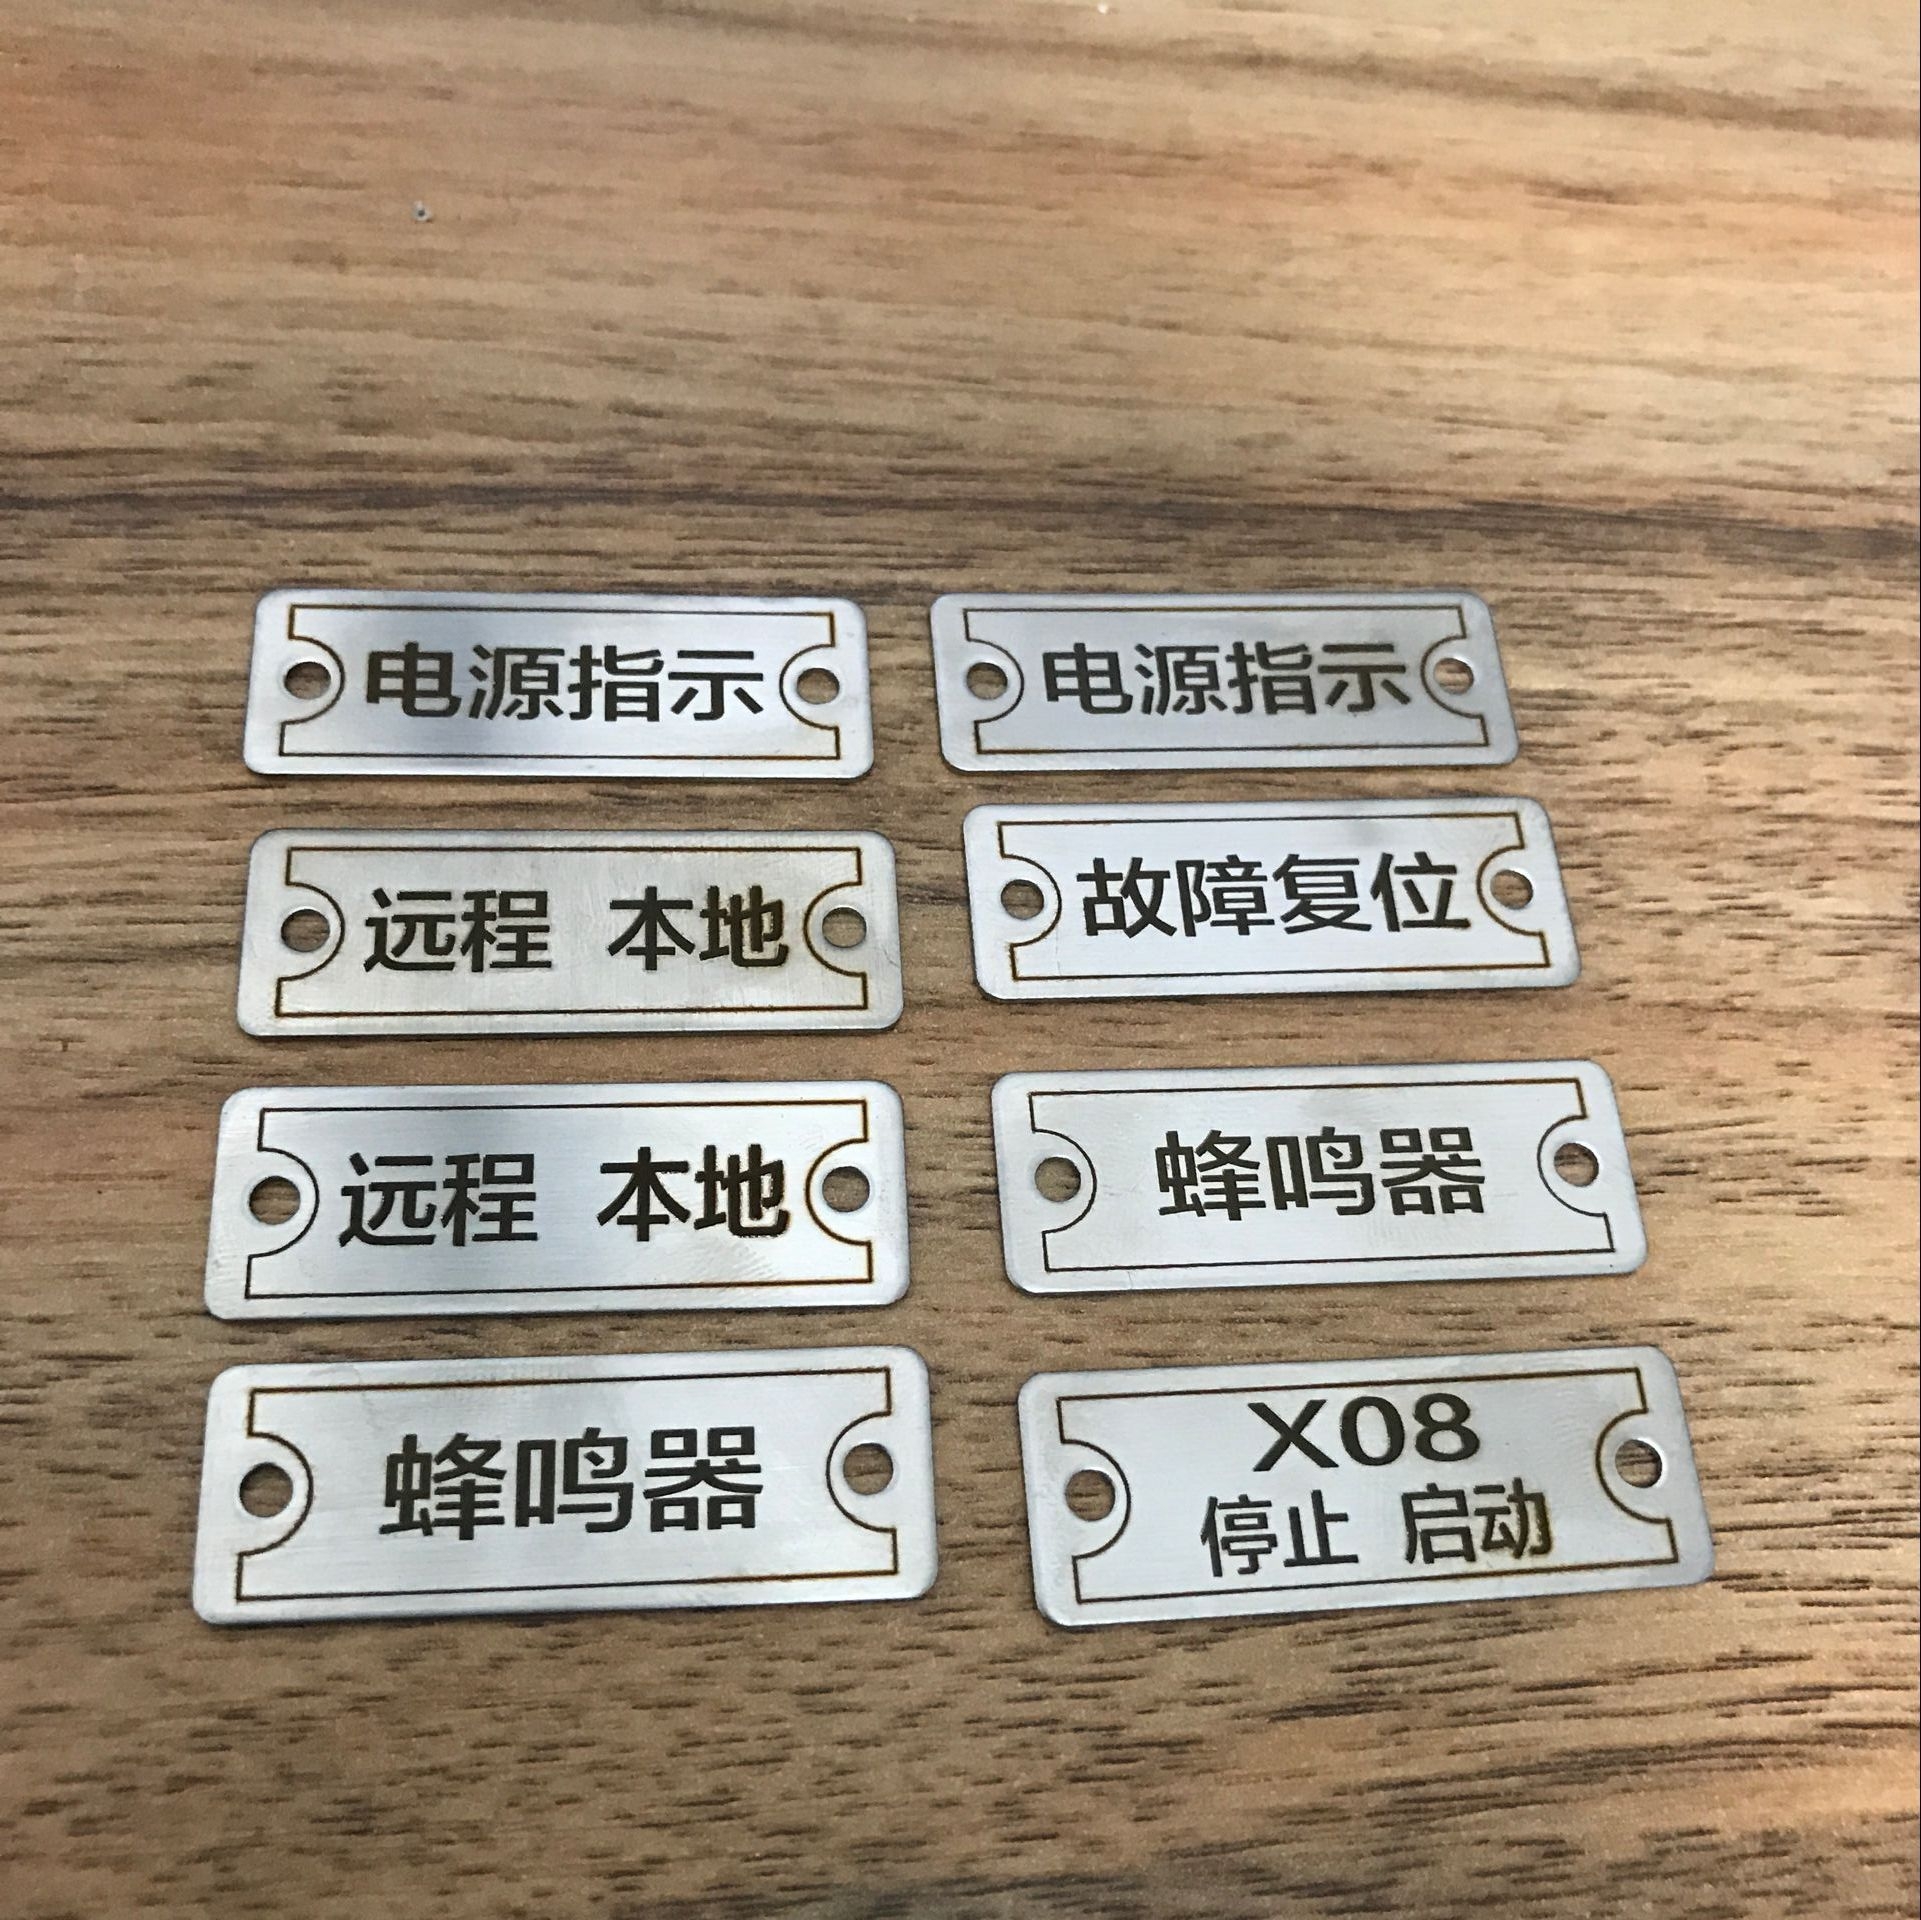 电源指示
电源指示
远程 本地
故障复位
远程 本地
蜂鸣器
蜂鸣器
X08
停止 启动